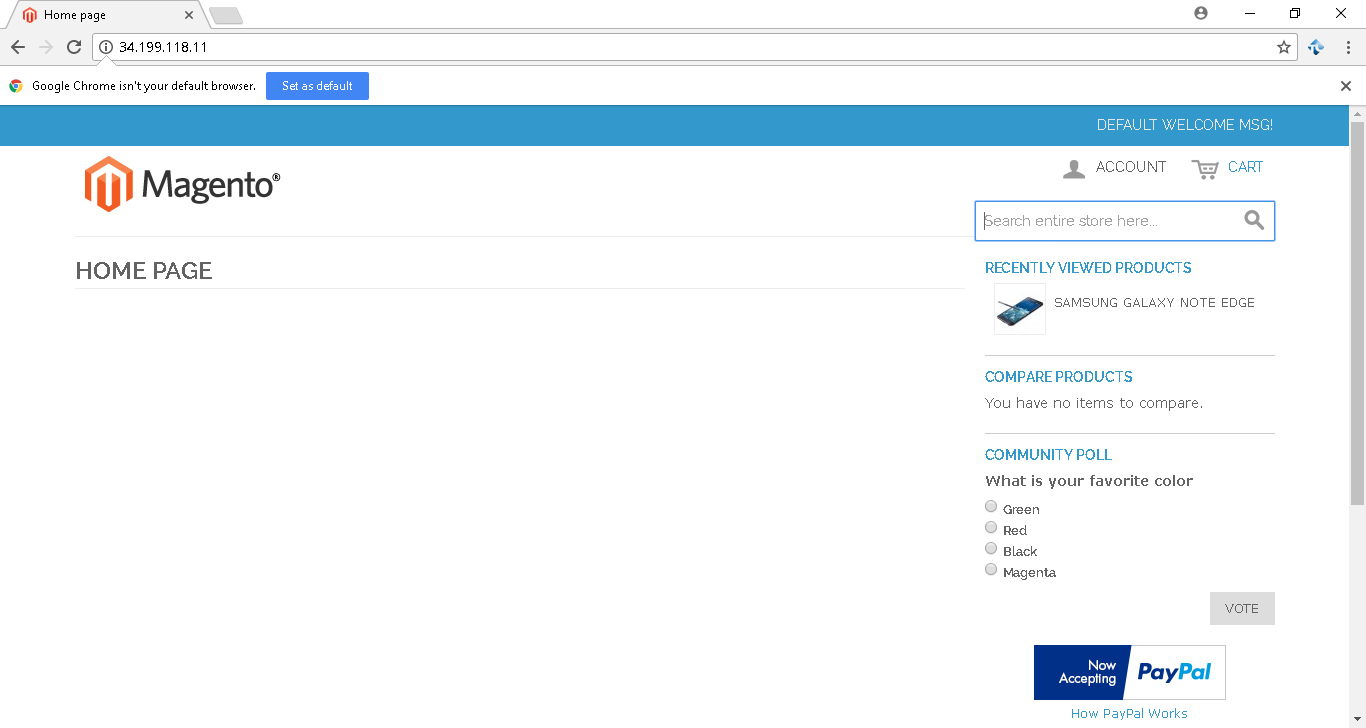 Home page
34.199.118.11
Google Chrome isn't your default browser.
Set as default
DEFAULT WELCOME MSG!
Magento®
ACCOUNT
CART
Search entire store here...
HOME PAGE
RECENTLY VIEWED PRODUCTS
SAMSUNG GALAXY NOTE EDGE
COMPARE PRODUCTS
You have no items to compare.
COMMUNITY POLL
What is your favorite color
Green
Red
Black
Magenta
VOTE
Now
Accepting
PayPal
How PayPal Works